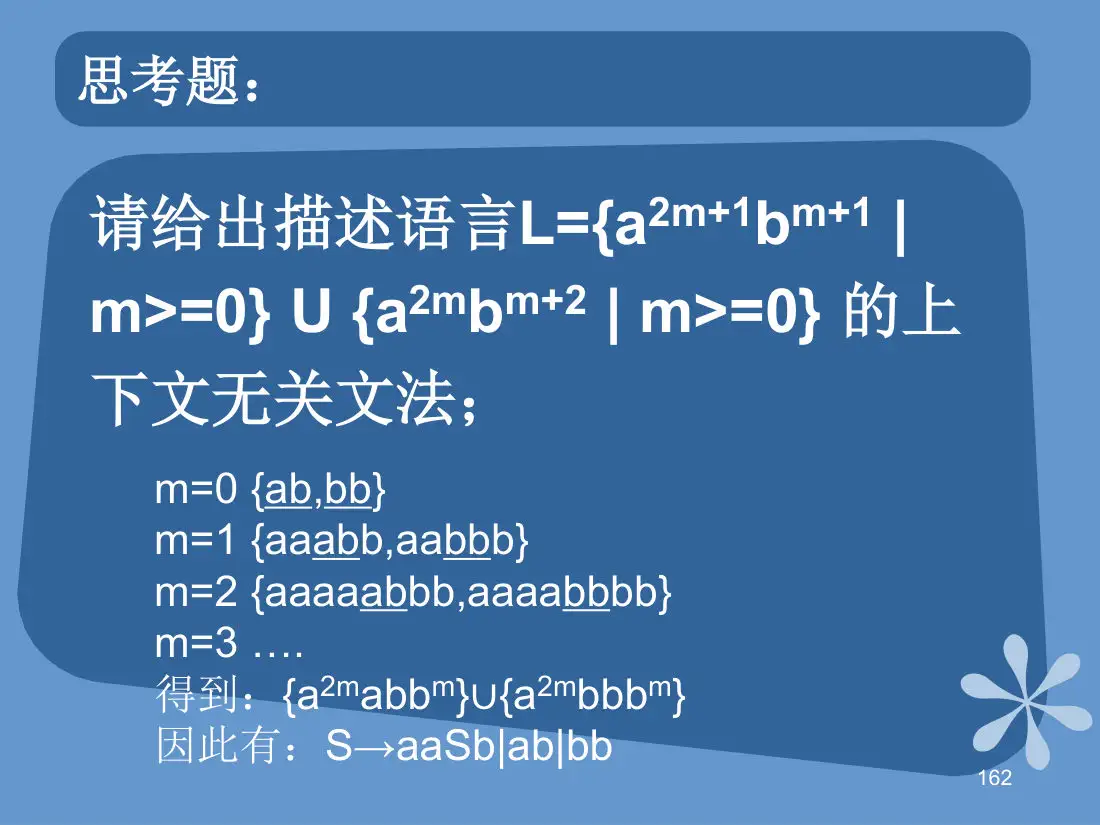 思考题：
请给出描述语言L={a²ᵐ⁺¹bᵐ⁺¹ |
m>=0} U {a²ᵐbᵐ⁺² | m>=0} 的上
下文无关文法；
m=0 {ab,bb}
m=1 {aaabb,aabbb}
m=2 {aaaaabbb,aaaabbbb}
m=3 ….
得到：{a²ᵐabbᵐ}∪{a²ᵐbbbᵐ}
因此有：S→aaSb|ab|bb
162